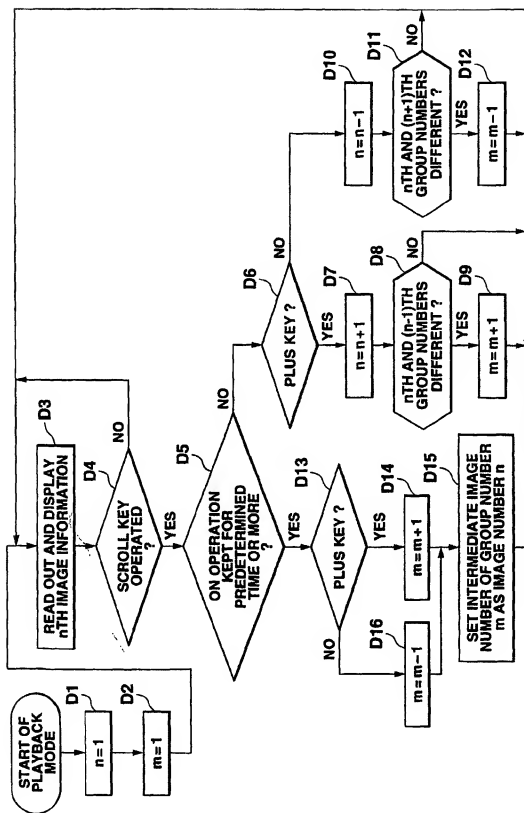 START OF
PLAYBACK
MODE
D1
n=1
D2
m=1
D3
READ OUT AND DISPLAY
nTH IMAGE INFORMATION
D4
SCROLL KEY
OPERATED
?
NO
YES
D5
ON OPERATION
KEPT FOR
PREDETERMINED
TIME OR MORE
?
NO
YES
D6
PLUS KEY ?
NO
YES
D7
n=n+1
D8
nTH AND (n-1)TH
GROUP NUMBERS
DIFFERENT ?
NO
YES
D9
m=m+1
D10
n=n-1
D11
nTH AND (n+1)TH
GROUP NUMBERS
DIFFERENT ?
NO
YES
D12
m=m-1
D13
PLUS KEY ?
NO
YES
D14
m=m+1
D16
m=m-1
D15
SET INTERMEDIATE IMAGE
NUMBER OF GROUP NUMBER
m AS IMAGE NUMBER n